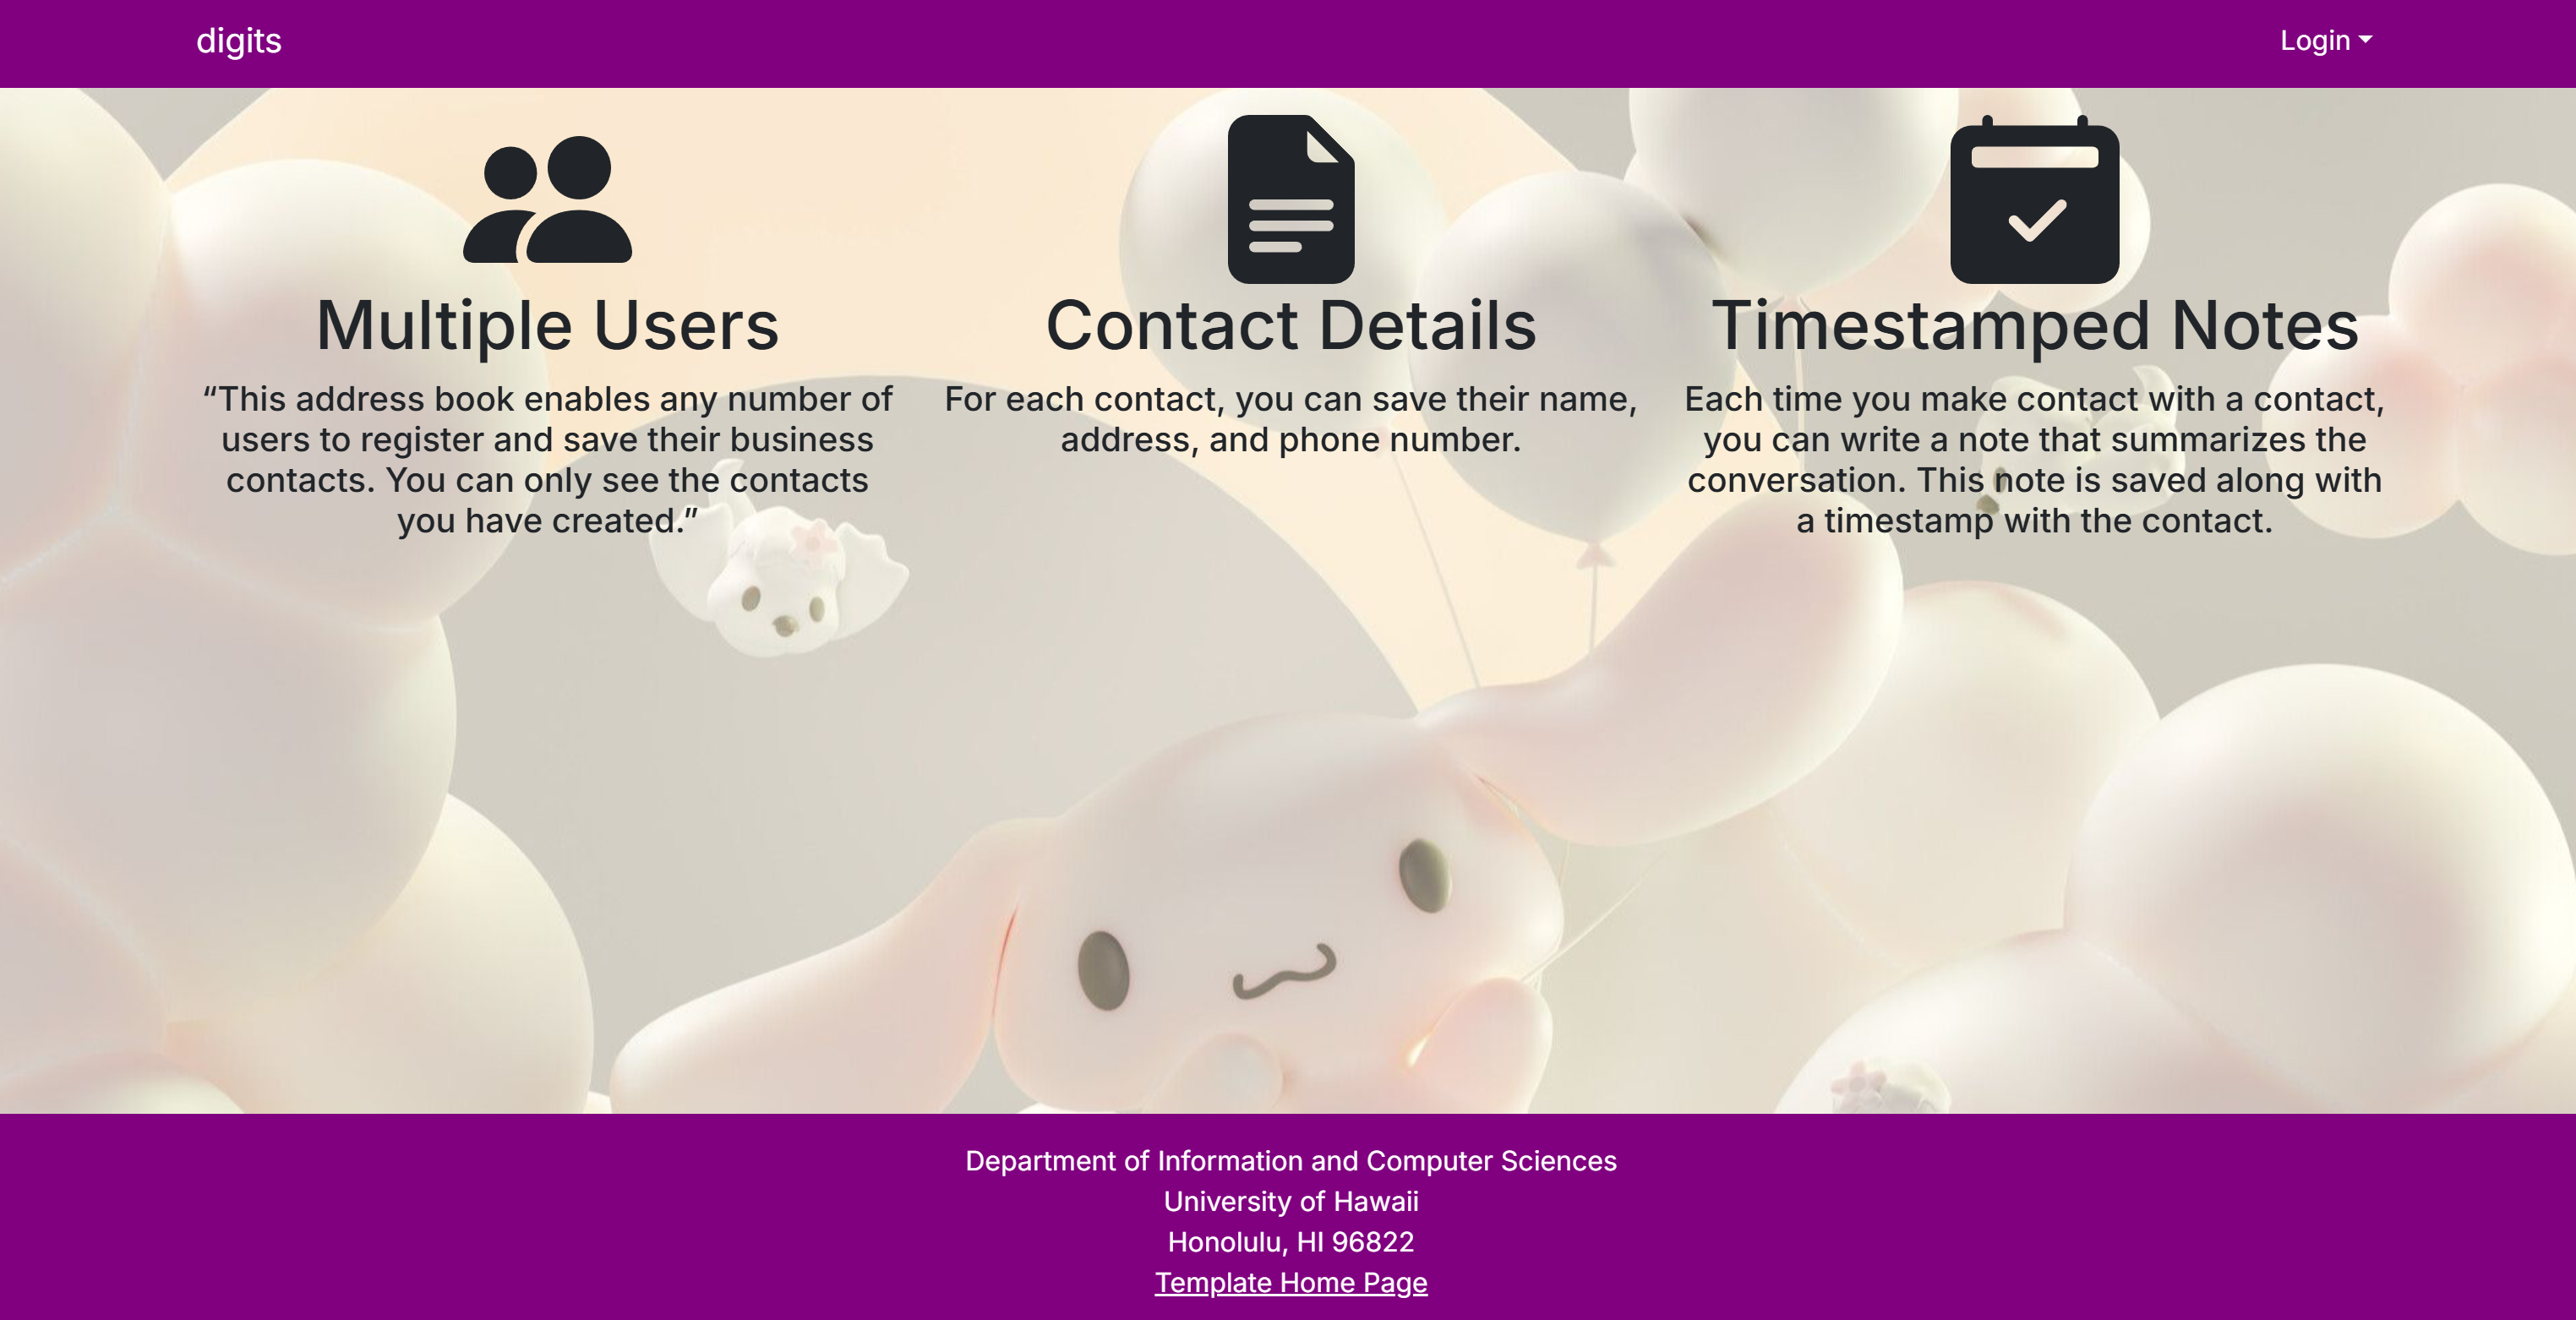 digits
Login
Multiple Users
“This address book enables any number of
users to register and save their business
contacts. You can only see the contacts
you have created.”
Contact Details
For each contact, you can save their name,
address, and phone number.
Timestamped Notes
Each time you make contact with a contact,
you can write a note that summarizes the
conversation. This note is saved along with
a timestamp with the contact.
Department of Information and Computer Sciences
University of Hawaii
Honolulu, HI 96822
Template Home Page